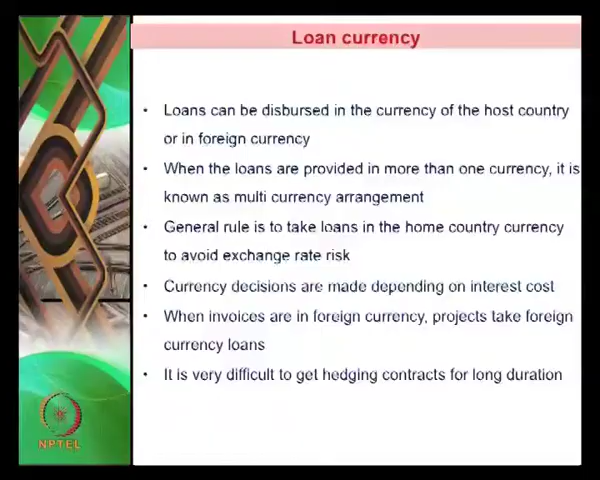 Loan currency
• Loans can be disbursed in the currency of the host country
or in foreign currency
• When the loans are provided in more than one currency, it is
known as multi currency arrangement
• General rule is to take loans in the home country currency
to avoid exchange rate risk
• Currency decisions are made depending on interest cost
• When invoices are in foreign currency, projects take foreign
currency loans
• It is very difficult to get hedging contracts for long duration
NPTEL